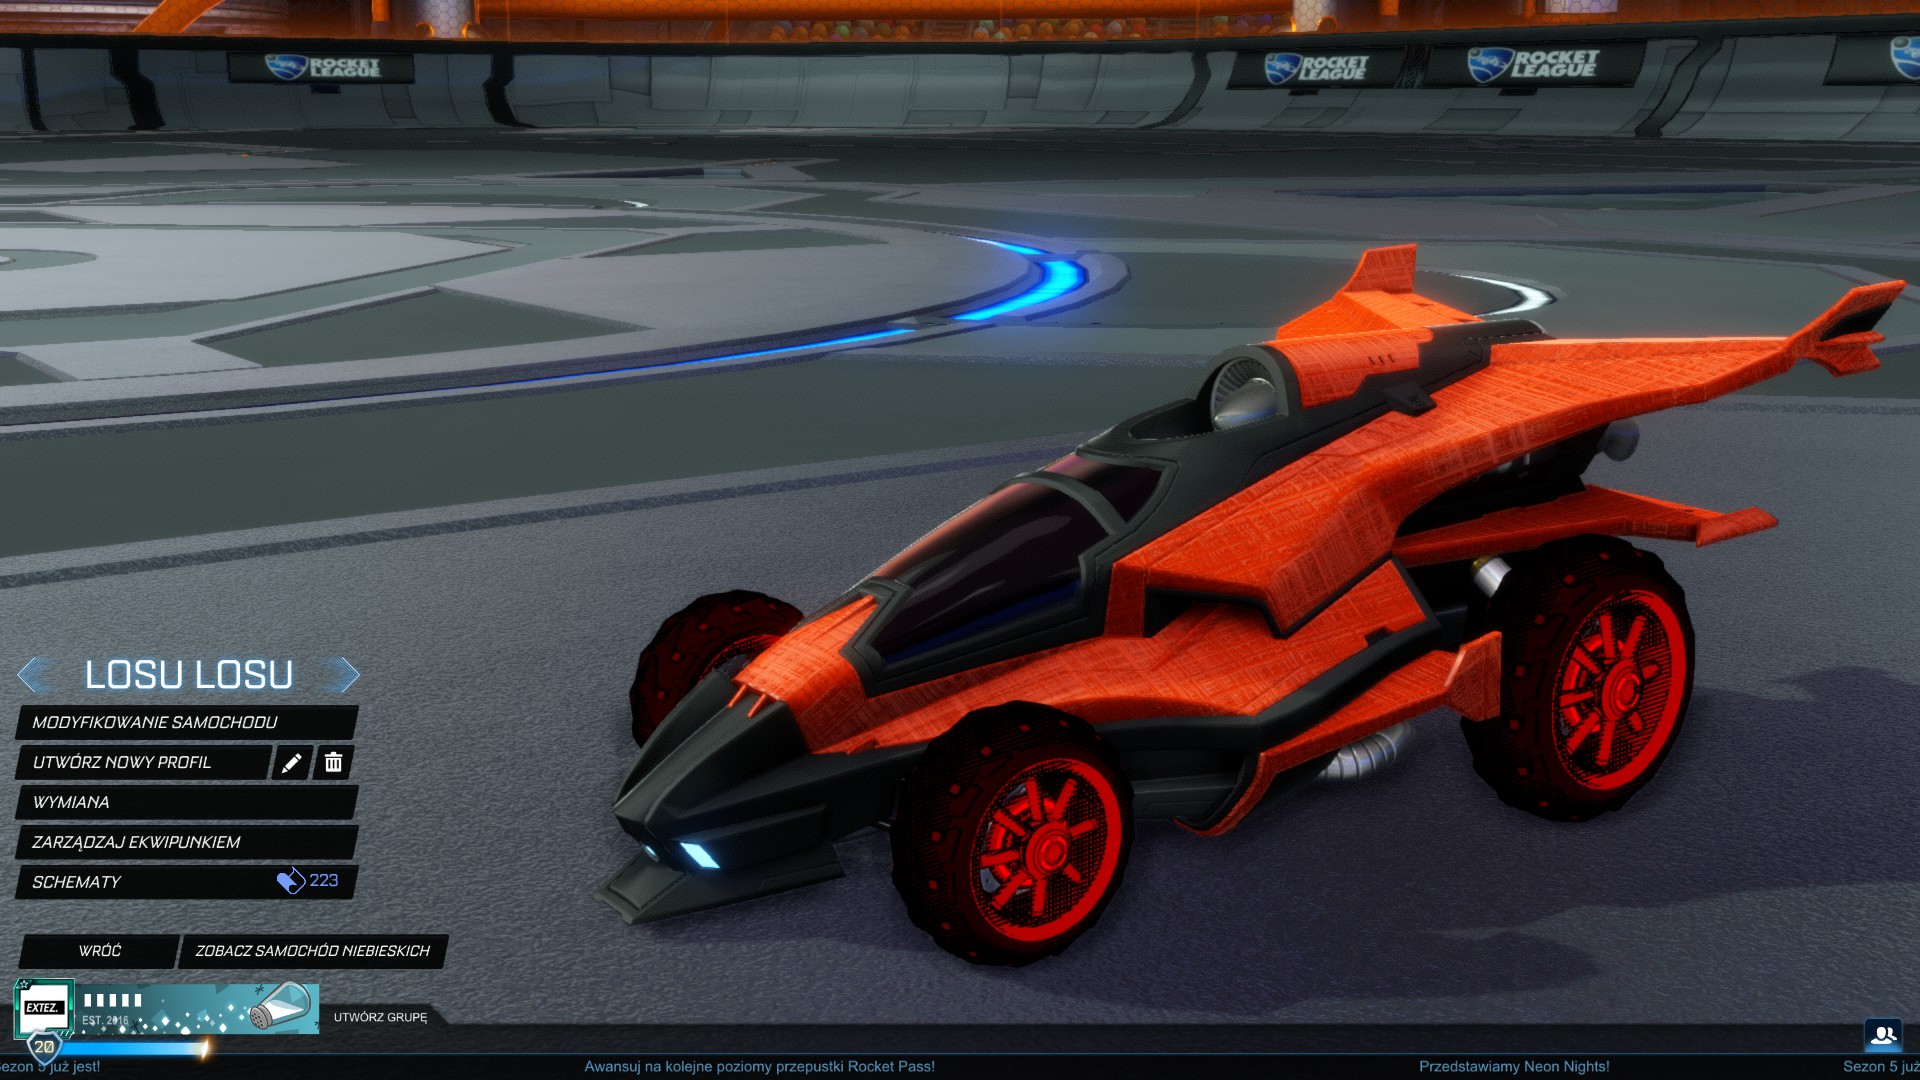 ROCKET
LEAGUE
ROCKET
LEAGUE
ROCKET
LEAGUE
LOSU LOSU
MODYFIKOWANIE SAMOCHODU
UTWÓRZ NOWY PROFIL
WYMIANA
ZARZĄDZAJ EKWIPUNKIEM
SCHEMATY 223
WRÓĆ ZOBACZ SAMOCHÓD NIEBIESKICH
EXTEZ.
IIIII
EST. 2016
UTWÓRZ GRUPĘ
20
ezon 5 już jest! Awansuj na kolejne poziomy przepustki Rocket Pass! Przedstawiamy Neon Nights! Sezon 5 już